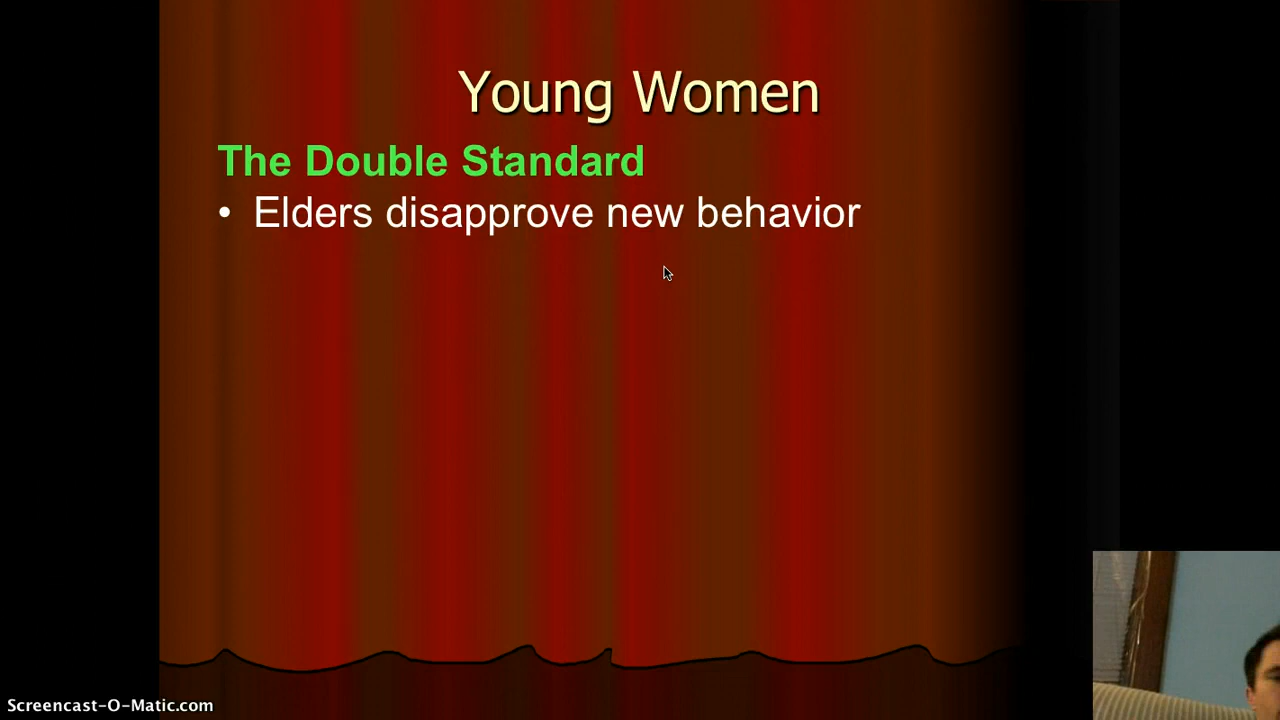 Young Women
The Double Standard
• Elders disapprove new behavior
Screencast-O-Matic.com